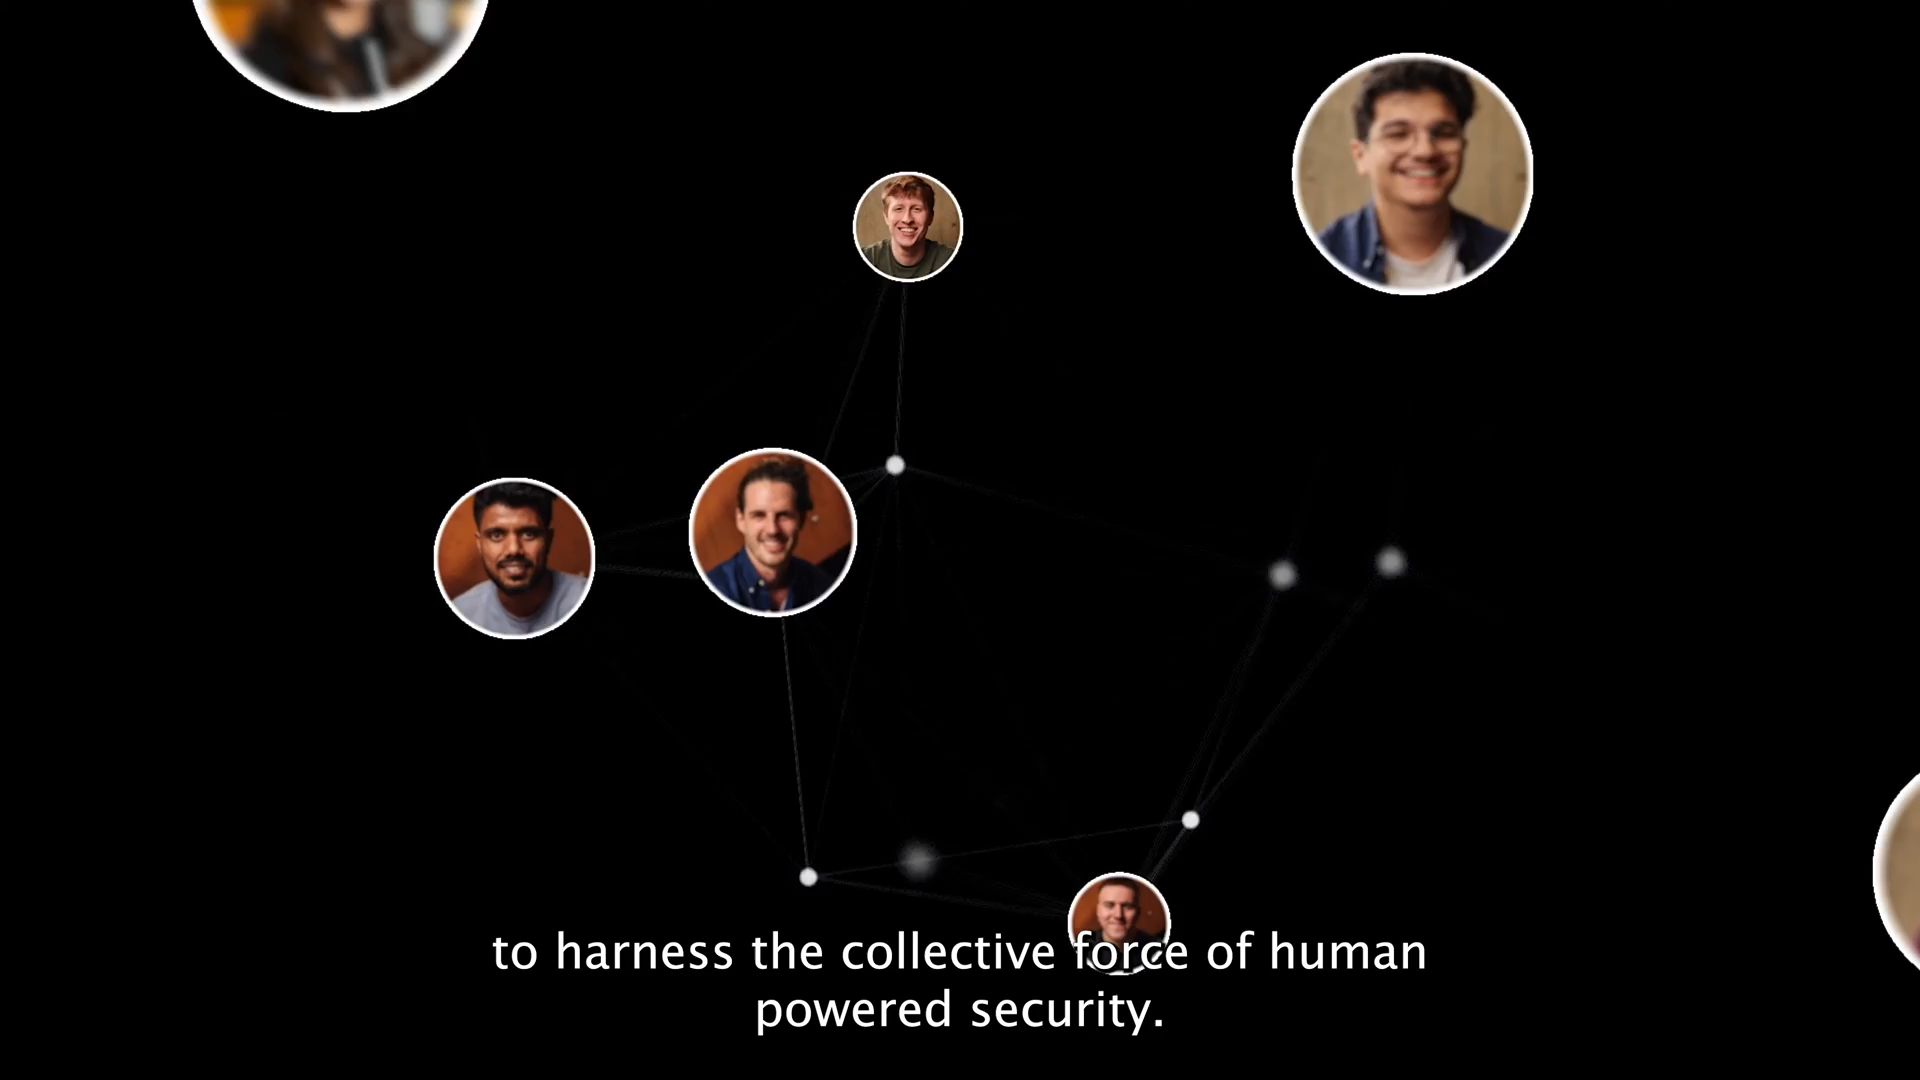 to harness the collective force of human
powered security.